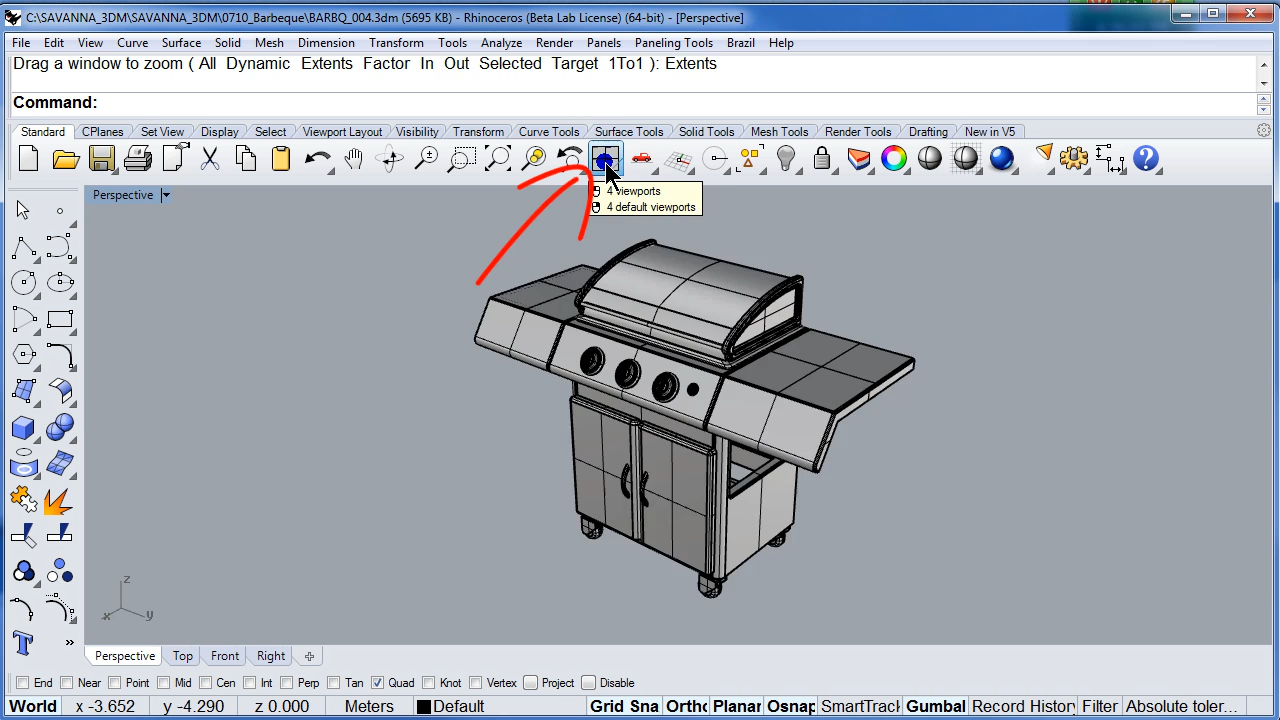 C:\SAVANNA_3DM\SAVANNA_3DM\0710_Barbeque\BARBQ_004.3dm (5695 KB) - Rhinoceros (Beta Lab License) (64-bit) - [Perspective]
File Edit View Curve Surface Solid Mesh Dimension Transform Tools Analyze Render Panels Paneling Tools Brazil Help
Drag a window to zoom ( All Dynamic Extents Factor In Out Selected Target 1To1 ): Extents
Command:
Standard CPlanes Set View Display Select Viewport Layout Visibility Transform Curve Tools Surface Tools Solid Tools Mesh Tools Render Tools Drafting New in V5
4 viewports
4 default viewports
Perspective
z
x y
Perspective Top Front Right
End Near Point Mid Cen Int Perp Tan Quad Knot Vertex Project Disable
World x -3.652 y -4.290 z 0.000 Meters Default Grid Sna Ortho Planar Osnap SmartTrack Gumbal Record History Filter Absolute toler...